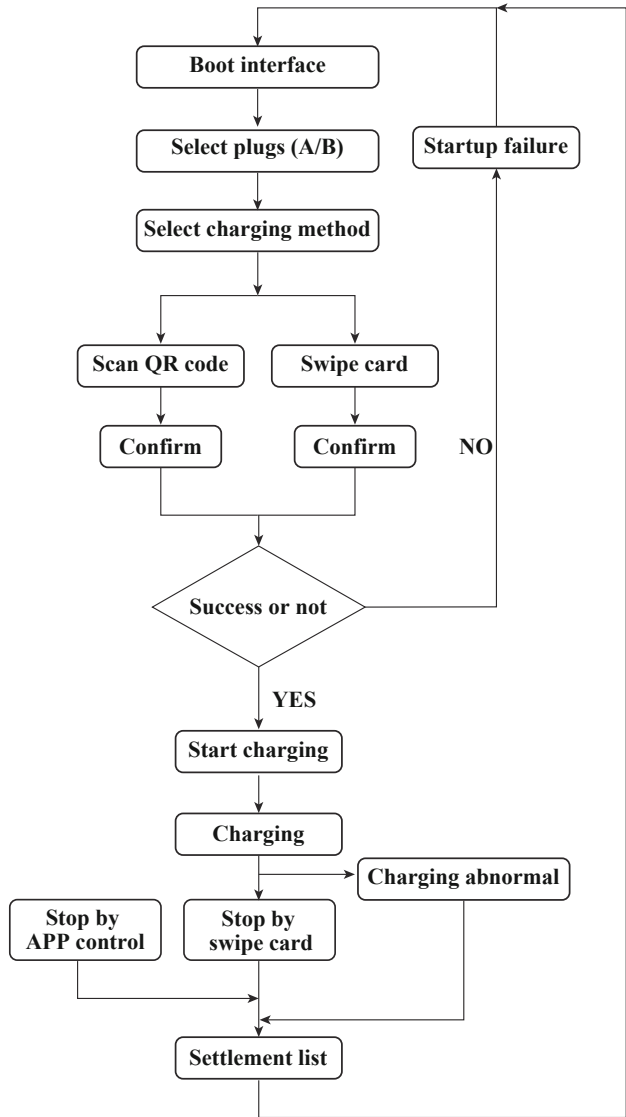 Boot interface
Select plugs (A/B)
Startup failure
Select charging method
Scan QR code
Swipe card
Confirm
Confirm
NO
Success or not
YES
Start charging
Charging
Charging abnormal
Stop by
APP control
Stop by
swipe card
Settlement list